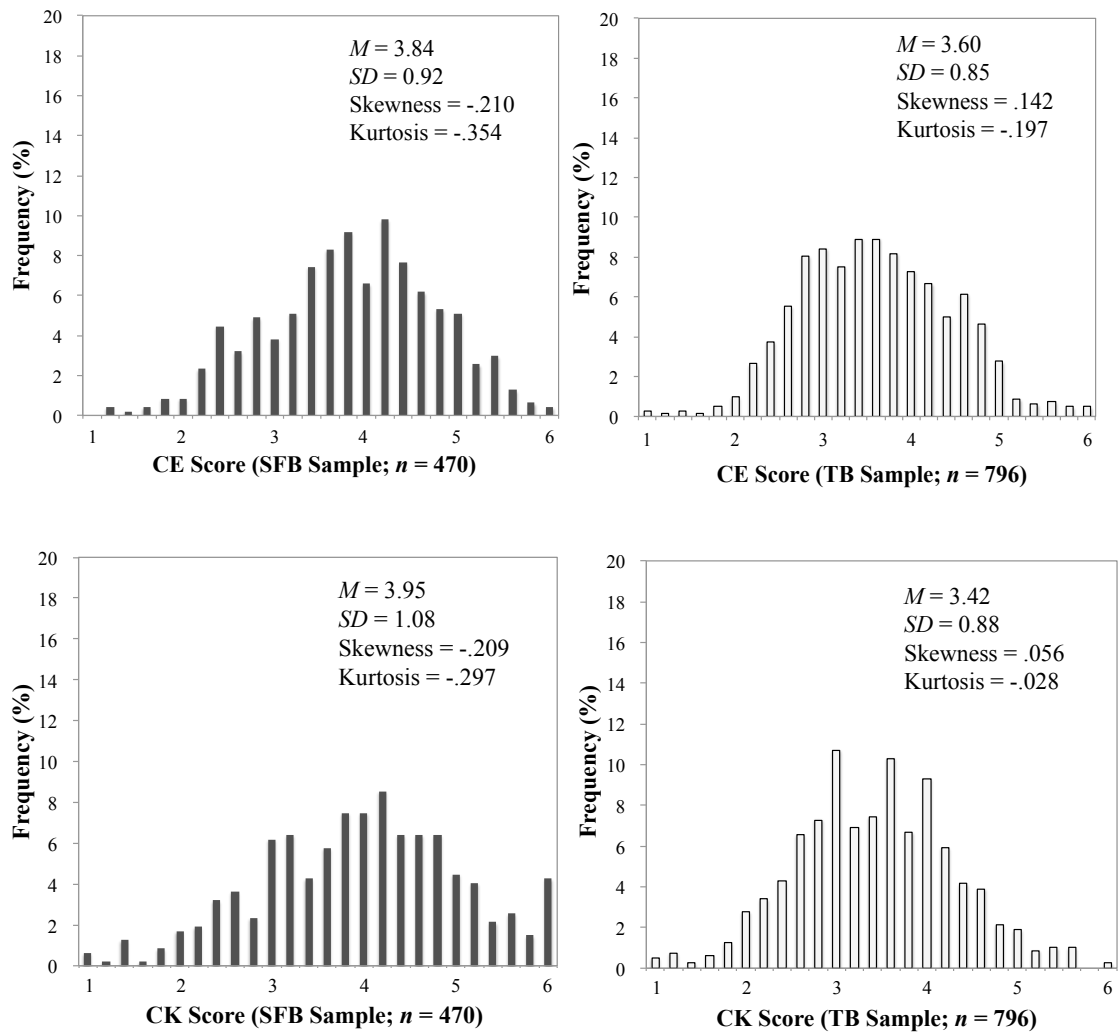 20
18
16
14
12
10
8
6
4
2
0
Frequency (%)
M = 3.84
SD = 0.92
Skewness = -.210
Kurtosis = -.354
1 2 3 4 5 6
CE Score (SFB Sample; n = 470)
20
18
16
14
12
10
8
6
4
2
0
Frequency (%)
M = 3.60
SD = 0.85
Skewness = .142
Kurtosis = -.197
1 2 3 4 5 6
CE Score (TB Sample; n = 796)
20
18
16
14
12
10
8
6
4
2
0
Frequency (%)
M = 3.95
SD = 1.08
Skewness = -.209
Kurtosis = -.297
1 2 3 4 5 6
CK Score (SFB Sample; n = 470)
20
18
16
14
12
10
8
6
4
2
0
Frequency (%)
M = 3.42
SD = 0.88
Skewness = .056
Kurtosis = -.028
1 2 3 4 5 6
CK Score (TB Sample; n = 796)